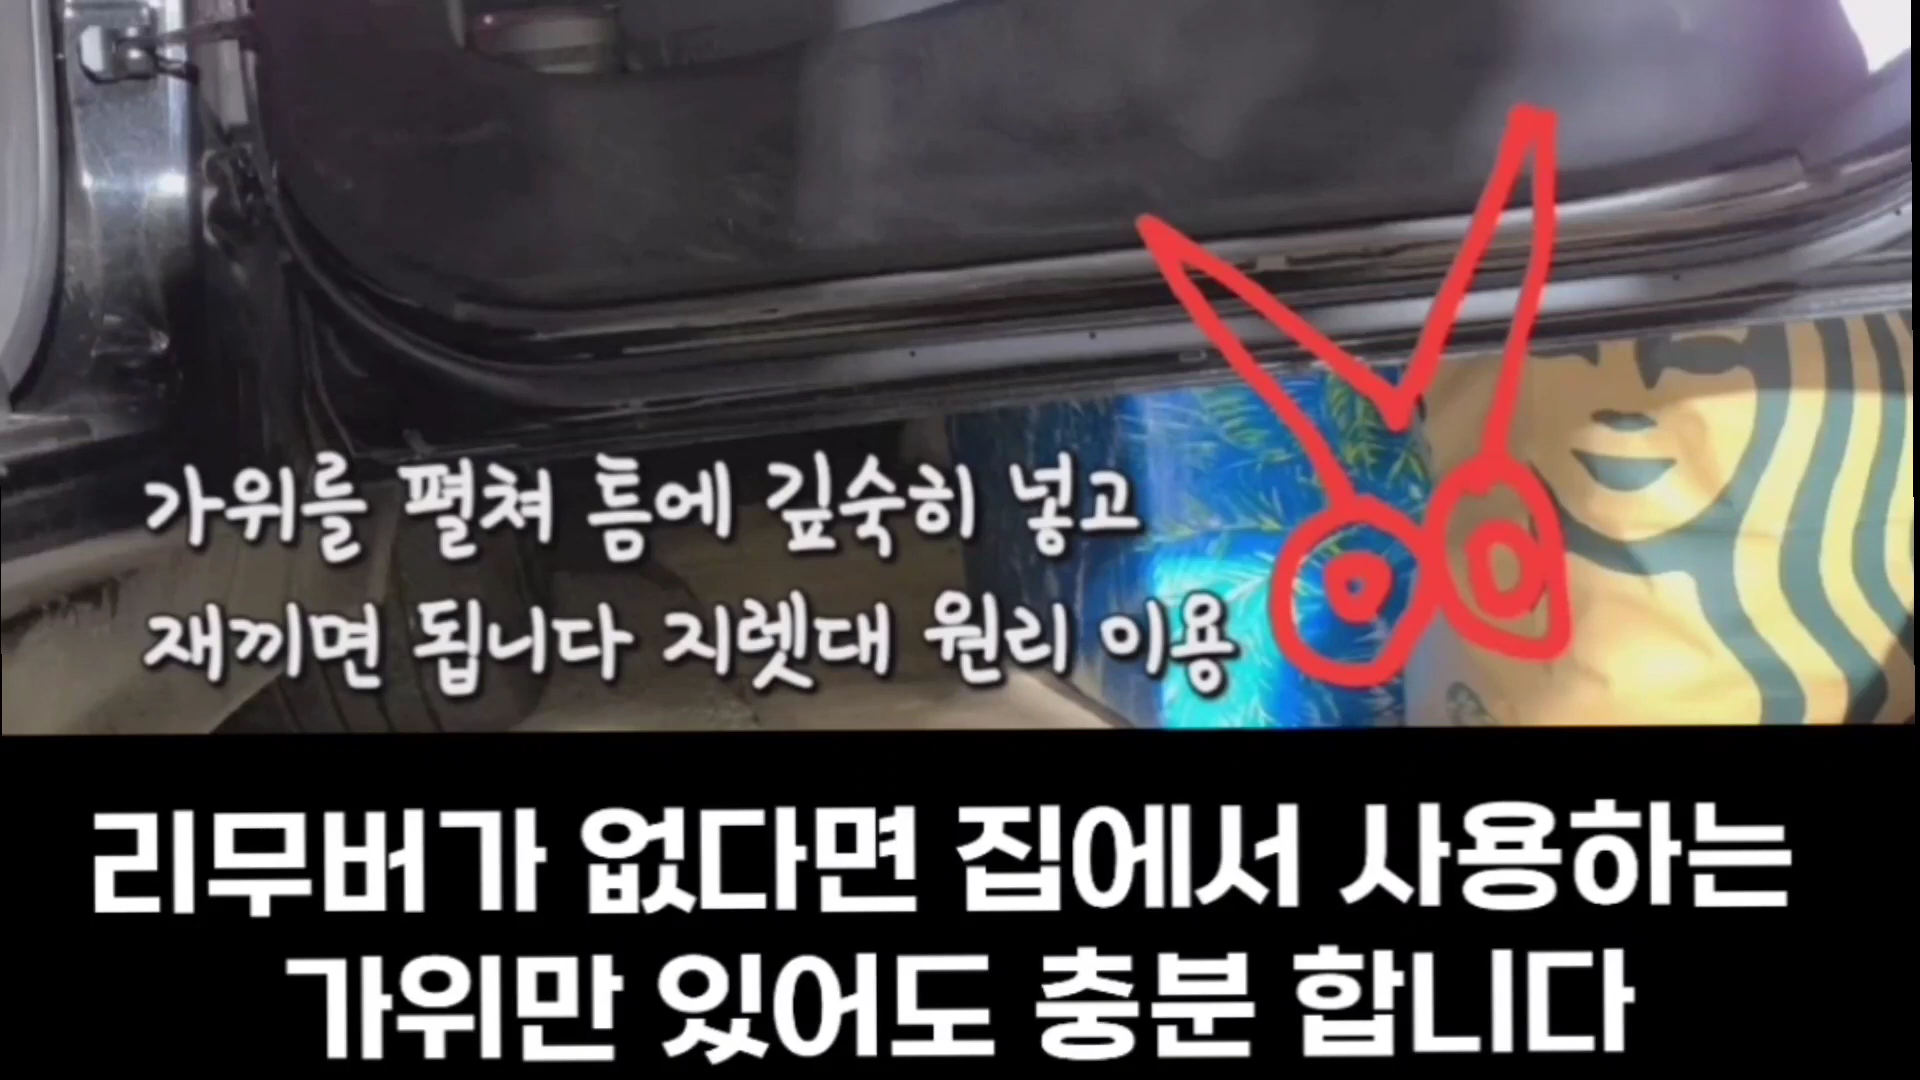 가위를 펼쳐 틈에 깊숙히 넣고
재끼면 됩니다 지렛대 원리 이용
리무버가 없다면 집에서 사용하는
가위만 있어도 충분 합니다